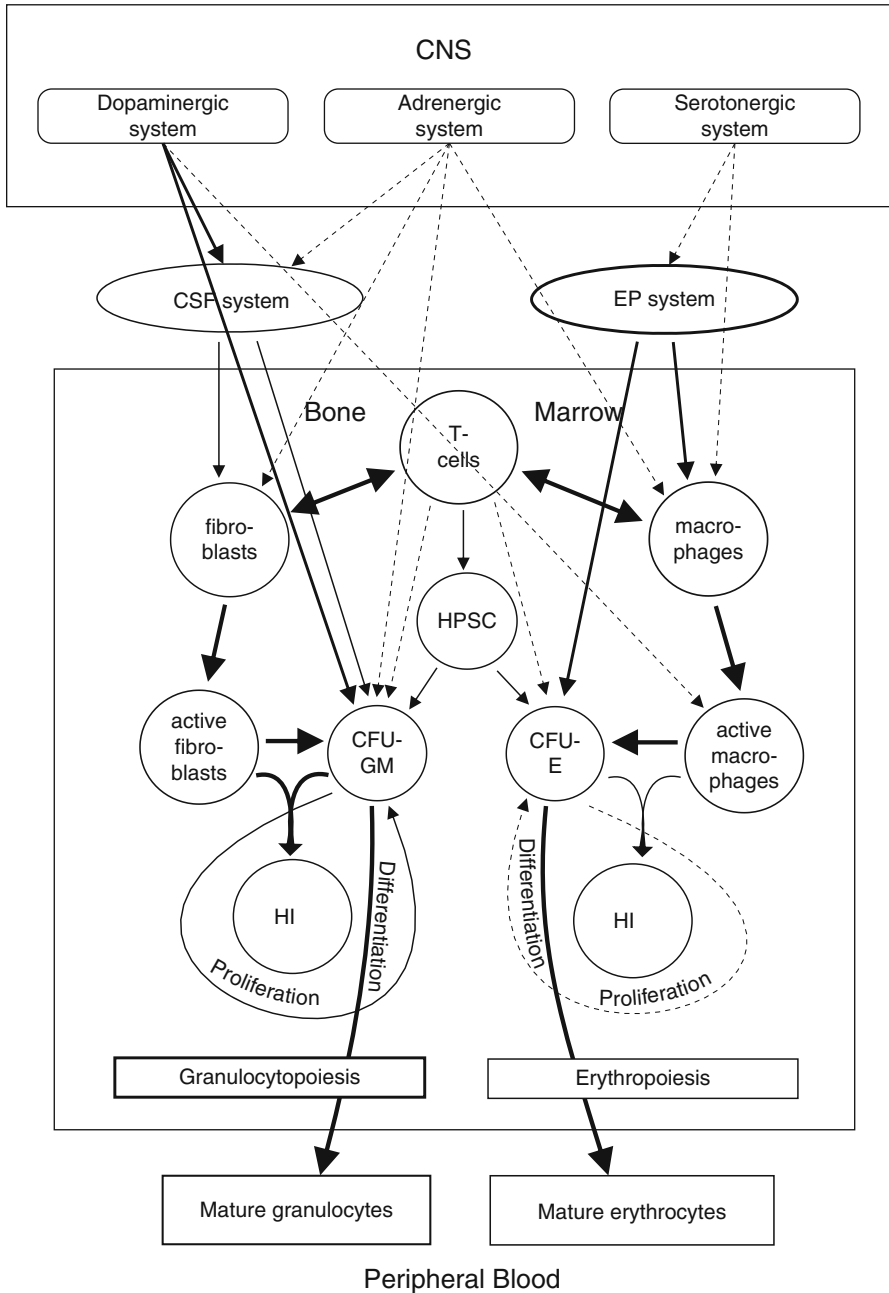 CNS
Dopaminergic
system
Adrenergic
system
Serotonergic
system
CSF system
EP system
Bone
Marrow
T-
cells
fibro-
blasts
macro-
phages
HPSC
active
fibro-
blasts
CFU-
GM
CFU-
E
active
macro-
phages
HI
Differentiation
Proliferation
Differentiation
HI
Proliferation
Granulocytopoiesis
Erythropoiesis
Mature granulocytes
Mature erythrocytes
Peripheral Blood